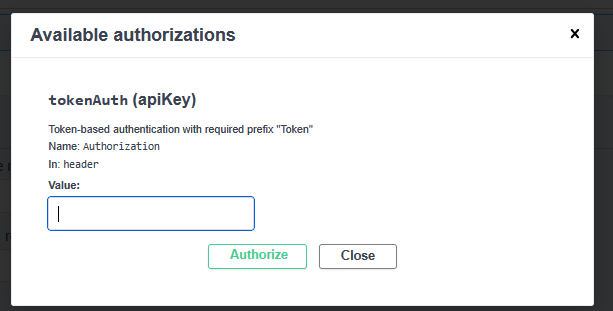 Available authorizations
×
tokenAuth (apiKey)
Token-based authentication with required prefix "Token"
Name: Authorization
In: header
Value:
Authorize
Close